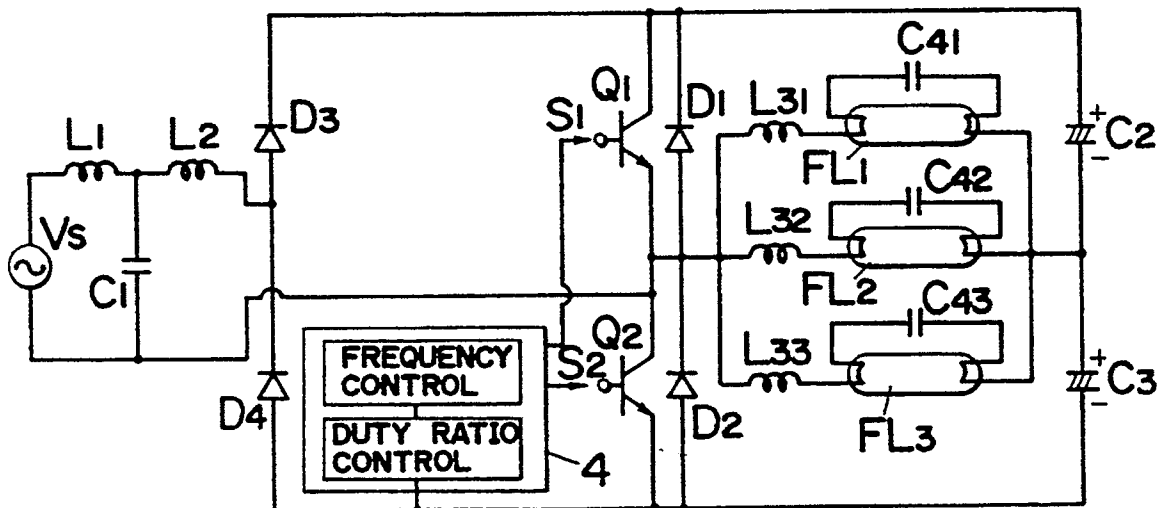 C41
Q1
D3
S1
D1
L31
L1
L2
C2
+
-
FL1
C42
Vs
L32
C1
FL2
C43
Q2
L33
S2
+
-
C3
FREQUENCY
CONTROL
D4
D2
FL3
DUTY RATIO
CONTROL
4